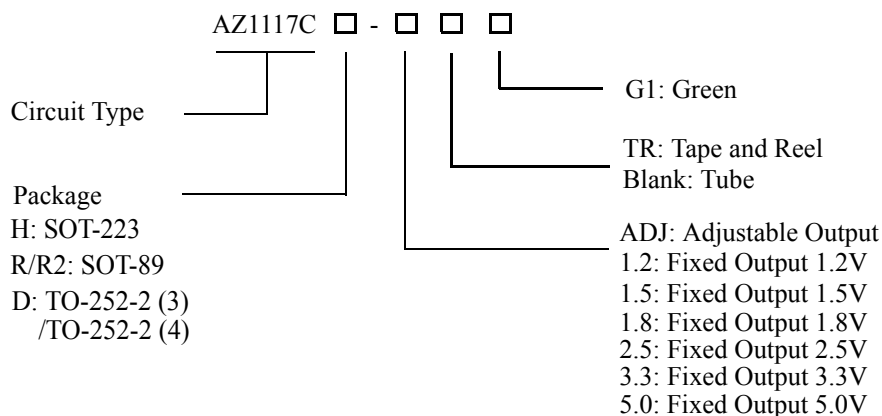 AZ1117C □ - □ □ □
Circuit Type
Package
H: SOT-223
R/R2: SOT-89
D: TO-252-2 (3)
/TO-252-2 (4)
G1: Green
TR: Tape and Reel
Blank: Tube
ADJ: Adjustable Output
1.2: Fixed Output 1.2V
1.5: Fixed Output 1.5V
1.8: Fixed Output 1.8V
2.5: Fixed Output 2.5V
3.3: Fixed Output 3.3V
5.0: Fixed Output 5.0V